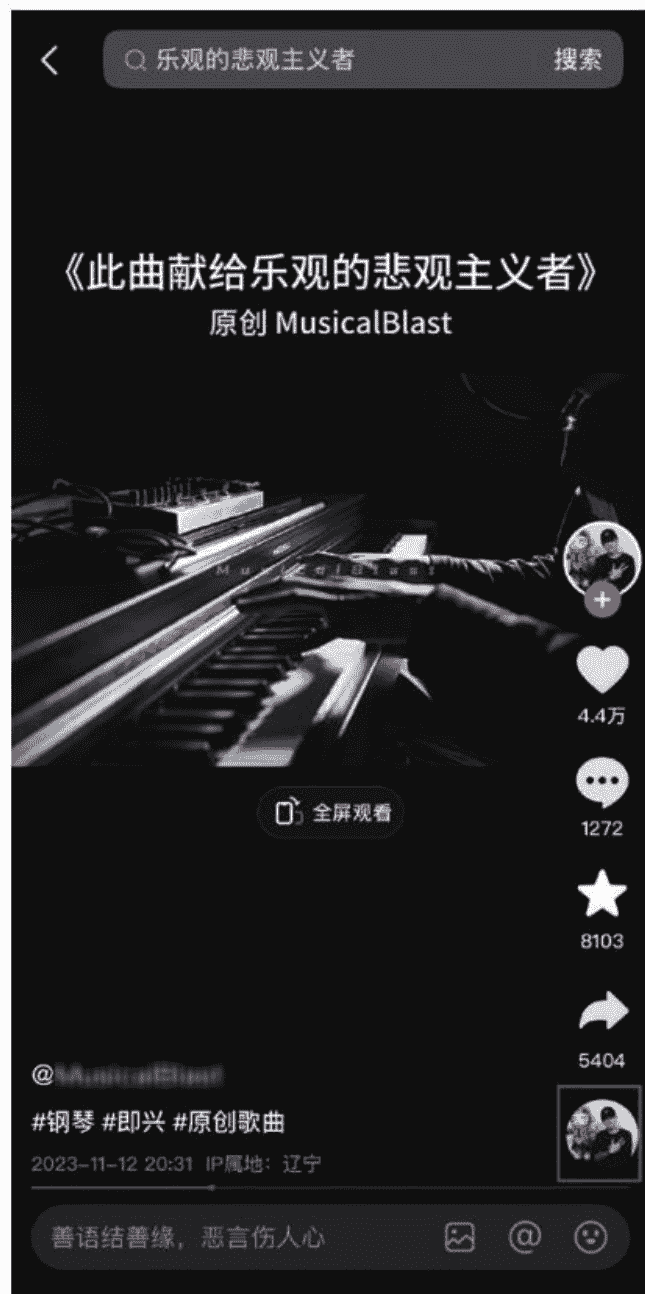 乐观的悲观主义者 搜索
《此曲献给乐观的悲观主义者》
原创 MusicalBlast
MusicalBlast
4.4万
全屏观看
1272
8103
5404
@MusicalBlast
#钢琴 #即兴 #原创歌曲
2023-11-12 20:31 IP属地：辽宁
善语结善缘，恶言伤人心